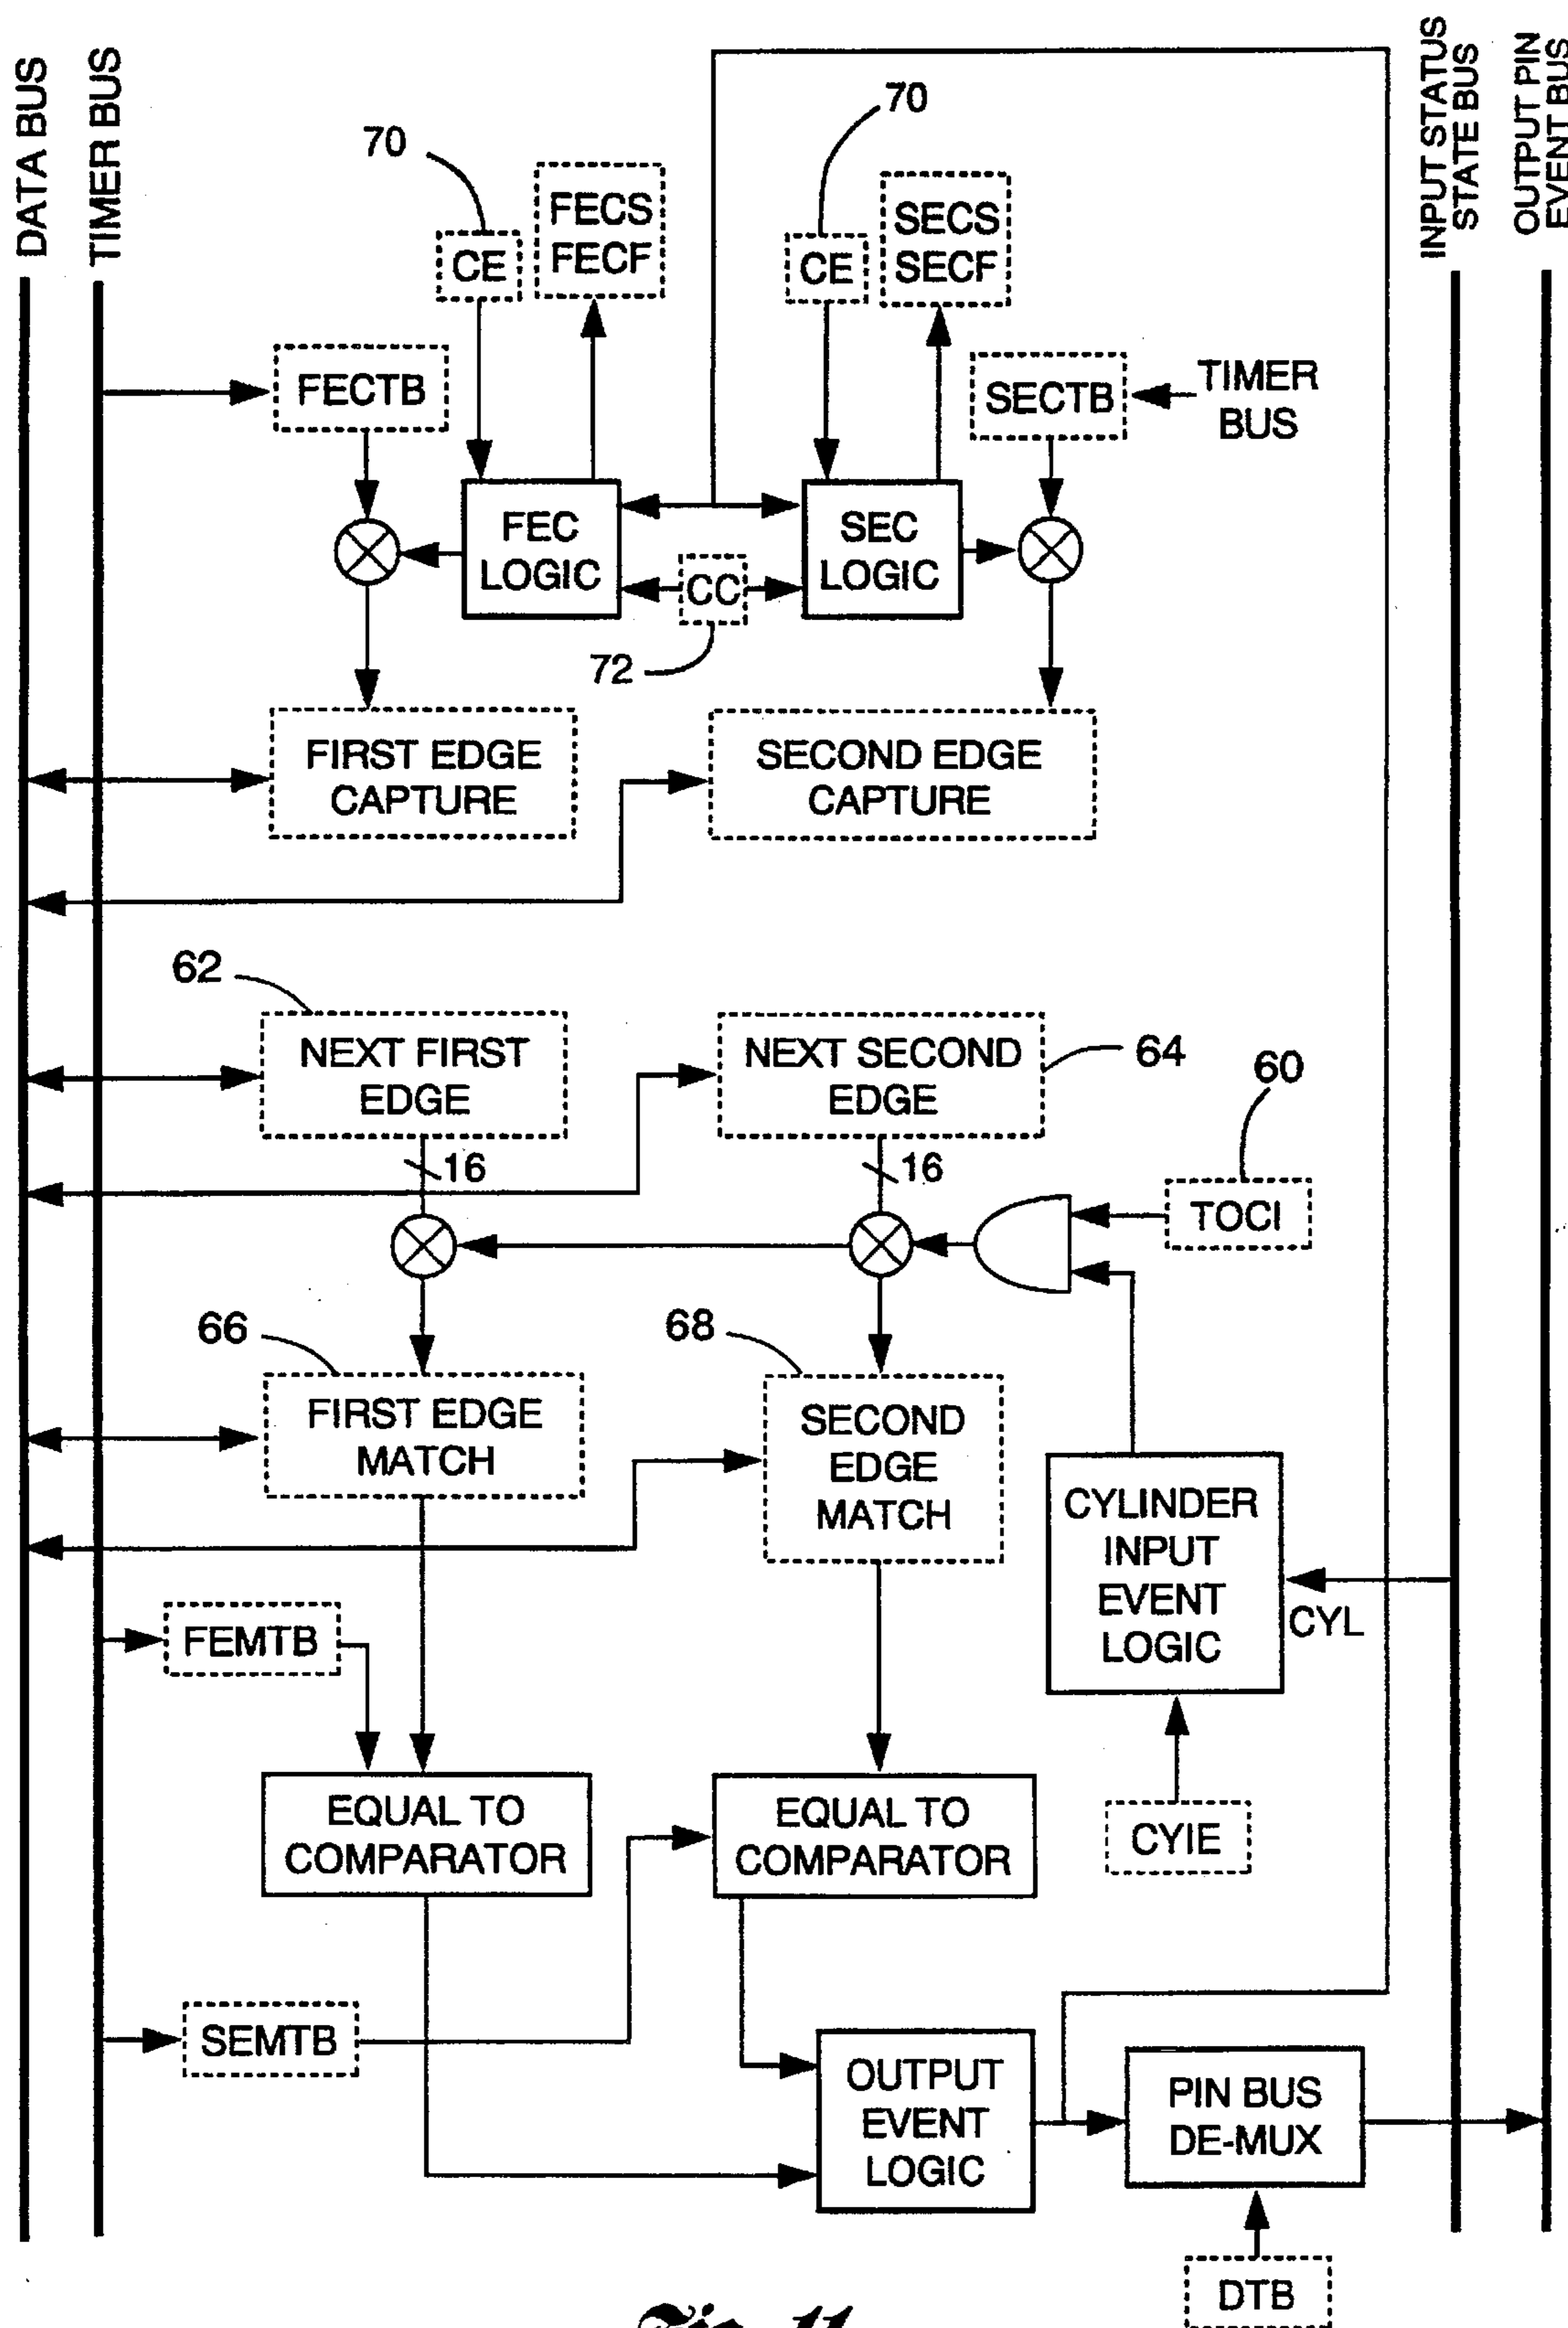 DATA BUS
TIMER BUS
INPUT STATUS
STATE BUS
OUTPUT PIN
EVENT BUS
70
70
CE
FECS
FECF
CE
SECS
SECF
FECTB
SECTB
TIMER
BUS
FEC
LOGIC
SEC
LOGIC
CC
72
FIRST EDGE
CAPTURE
SECOND EDGE
CAPTURE
62
NEXT FIRST
EDGE
NEXT SECOND
EDGE
64
60
16
16
TOCI
66
68
FIRST EDGE
MATCH
SECOND
EDGE
MATCH
CYLINDER
INPUT
EVENT
LOGIC
CYL
FEMTB
EQUAL TO
COMPARATOR
EQUAL TO
COMPARATOR
CYIE
SEMTB
OUTPUT
EVENT
LOGIC
PIN BUS
DE-MUX
DTB
Fig. 11